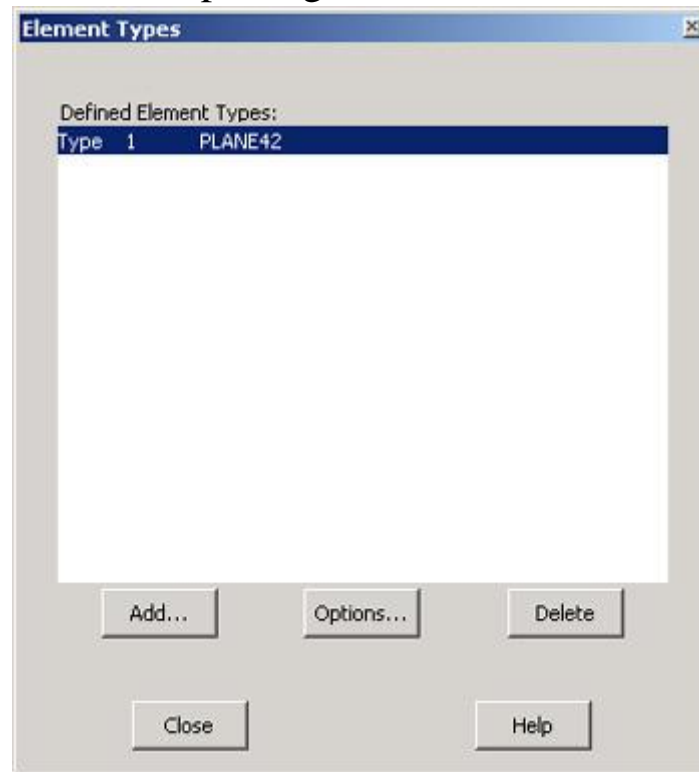 Element Types
Defined Element Types:
Type 1 PLANE42
Add... Options... Delete
Close Help